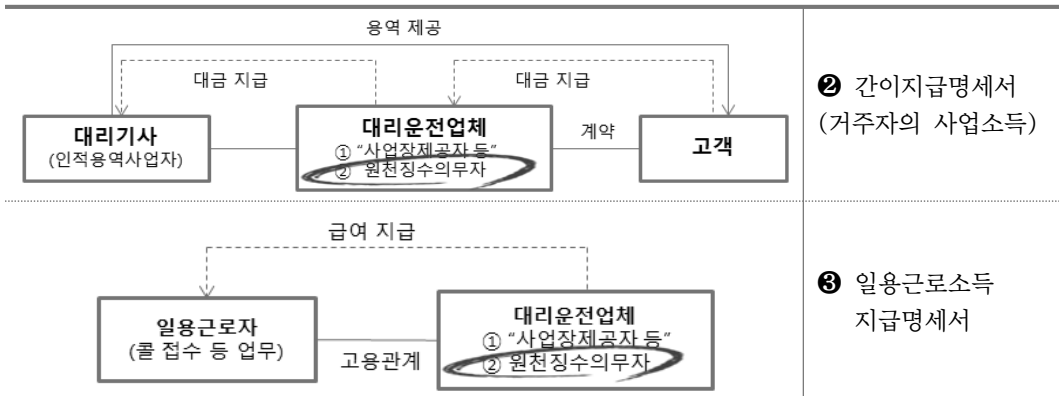 용역 제공
대금 지급
대금 지급
대리기사
(인적용역사업자)
대리운전업체
① “사업장제공자 등”
② 원천징수의무자
계약
고객
❷ 간이지급명세서
(거주자의 사업소득)
급여 지급
일용근로자
(콜 접수 등 업무)
고용관계
대리운전업체
① “사업장제공자 등”
② 원천징수의무자
❸ 일용근로소득
지급명세서